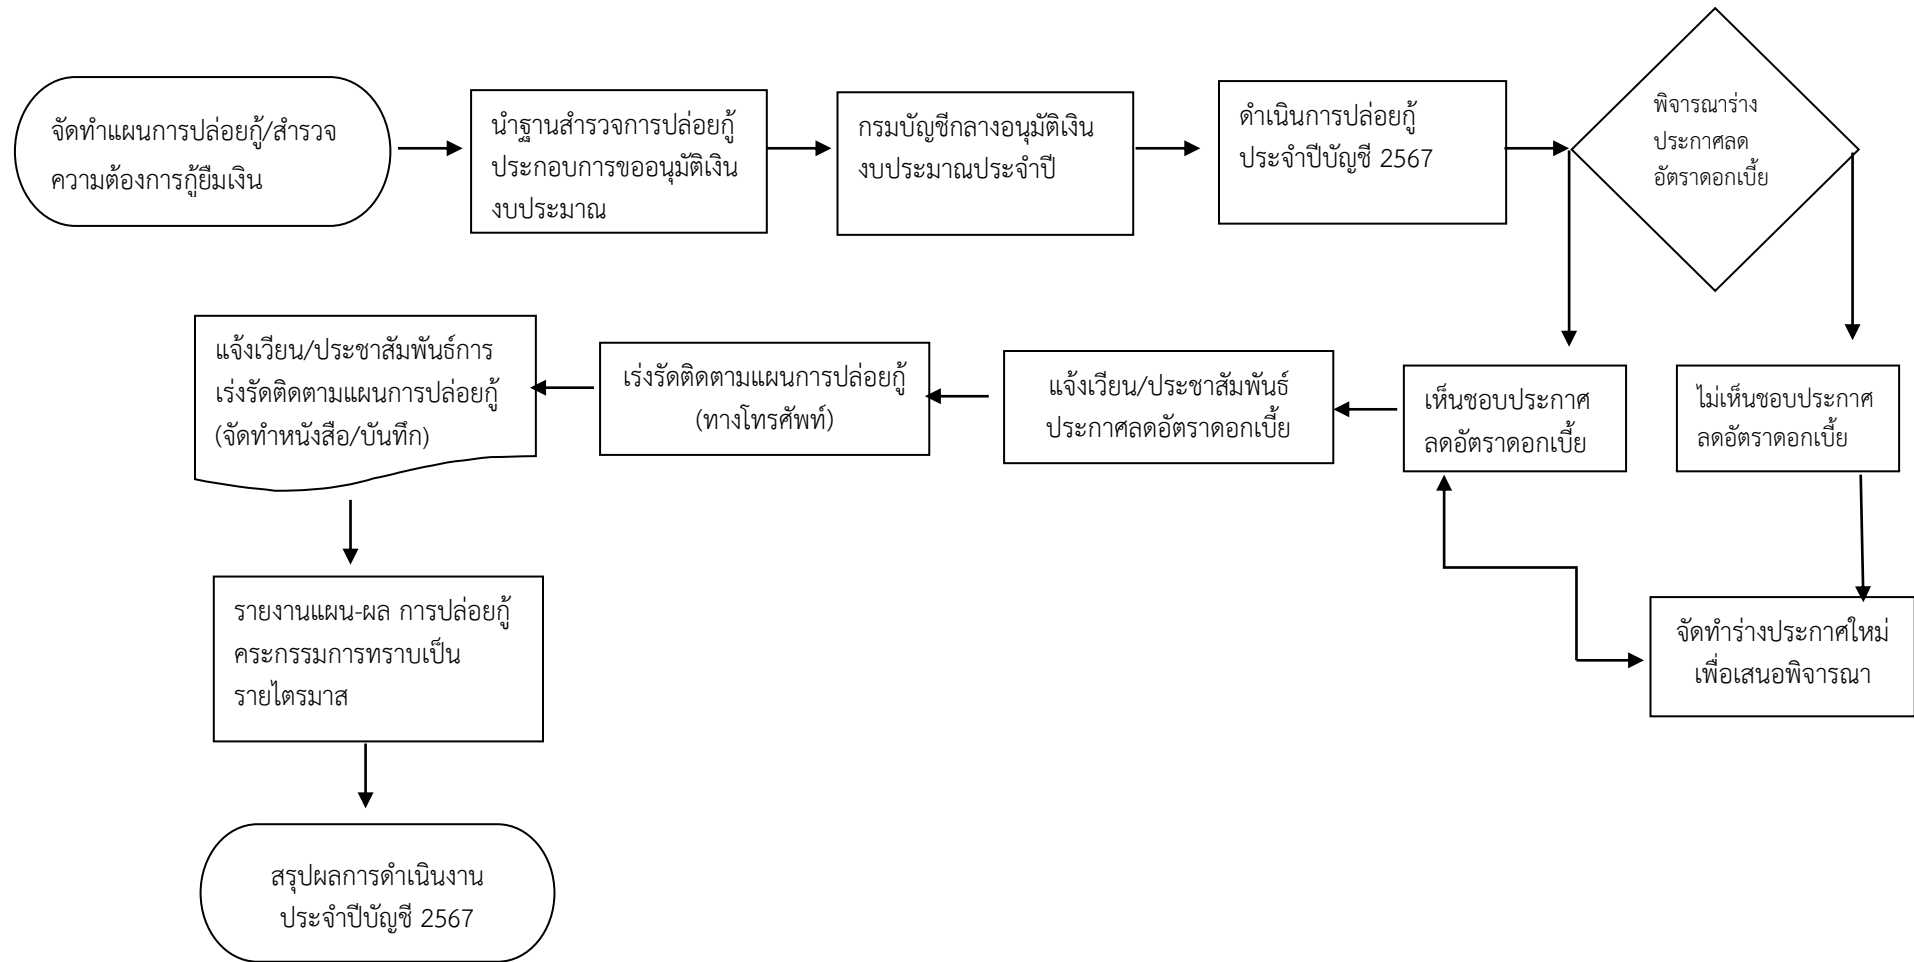 จัดทำแผนการปล่อยกู้/สำรวจ
ความต้องการกู้ยืมเงิน
นำฐานสำรวจการปล่อยกู้
ประกอบการขออนุมัติเงิน
งบประมาณ
กรมบัญชีกลางอนุมัติเงิน
งบประมาณประจำปี
ดำเนินการปล่อยกู้
ประจำปีบัญชี 2567
พิจารณาร่าง
ประกาศลด
อัตราดอกเบี้ย
แจ้งเวียน/ประชาสัมพันธ์การ
เร่งรัดติดตามแผนการปล่อยกู้
(จัดทำหนังสือ/บันทึก)
เร่งรัดติดตามแผนการปล่อยกู้
(ทางโทรศัพท์)
แจ้งเวียน/ประชาสัมพันธ์
ประกาศลดอัตราดอกเบี้ย
เห็นชอบประกาศ
ลดอัตราดอกเบี้ย
ไม่เห็นชอบประกาศ
ลดอัตราดอกเบี้ย
รายงานแผน-ผล การปล่อยกู้
คระกรรมการทราบเป็น
รายไตรมาส
จัดทำร่างประกาศใหม่
เพื่อเสนอพิจารณา
สรุปผลการดำเนินงาน
ประจำปีบัญชี 2567